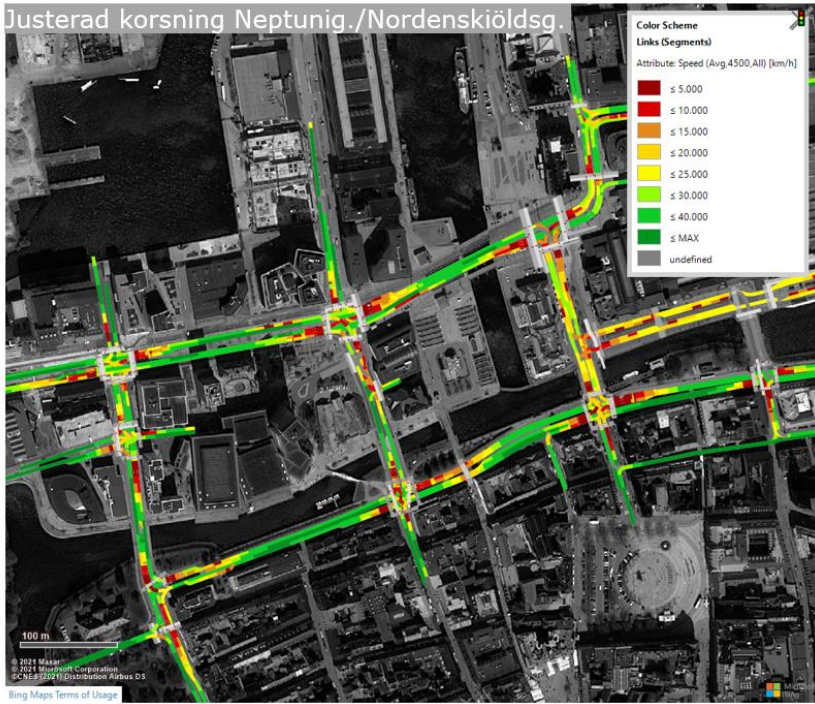 Justerad korsning Neptunig./Nordenskiöldsg.
Color Scheme
Links (Segments)
Attribute: Speed (Avg,4500,All) [km/h]
≤ 5.000
≤ 10.000
≤ 15.000
≤ 20.000
≤ 25.000
≤ 30.000
≤ 40.000
≤ MAX
undefined
100 m
© 2021 Maxar
© 2021 Microsoft Corporation
©CNES (2021) Distribution Airbus DS
Bing Maps Terms of Usage